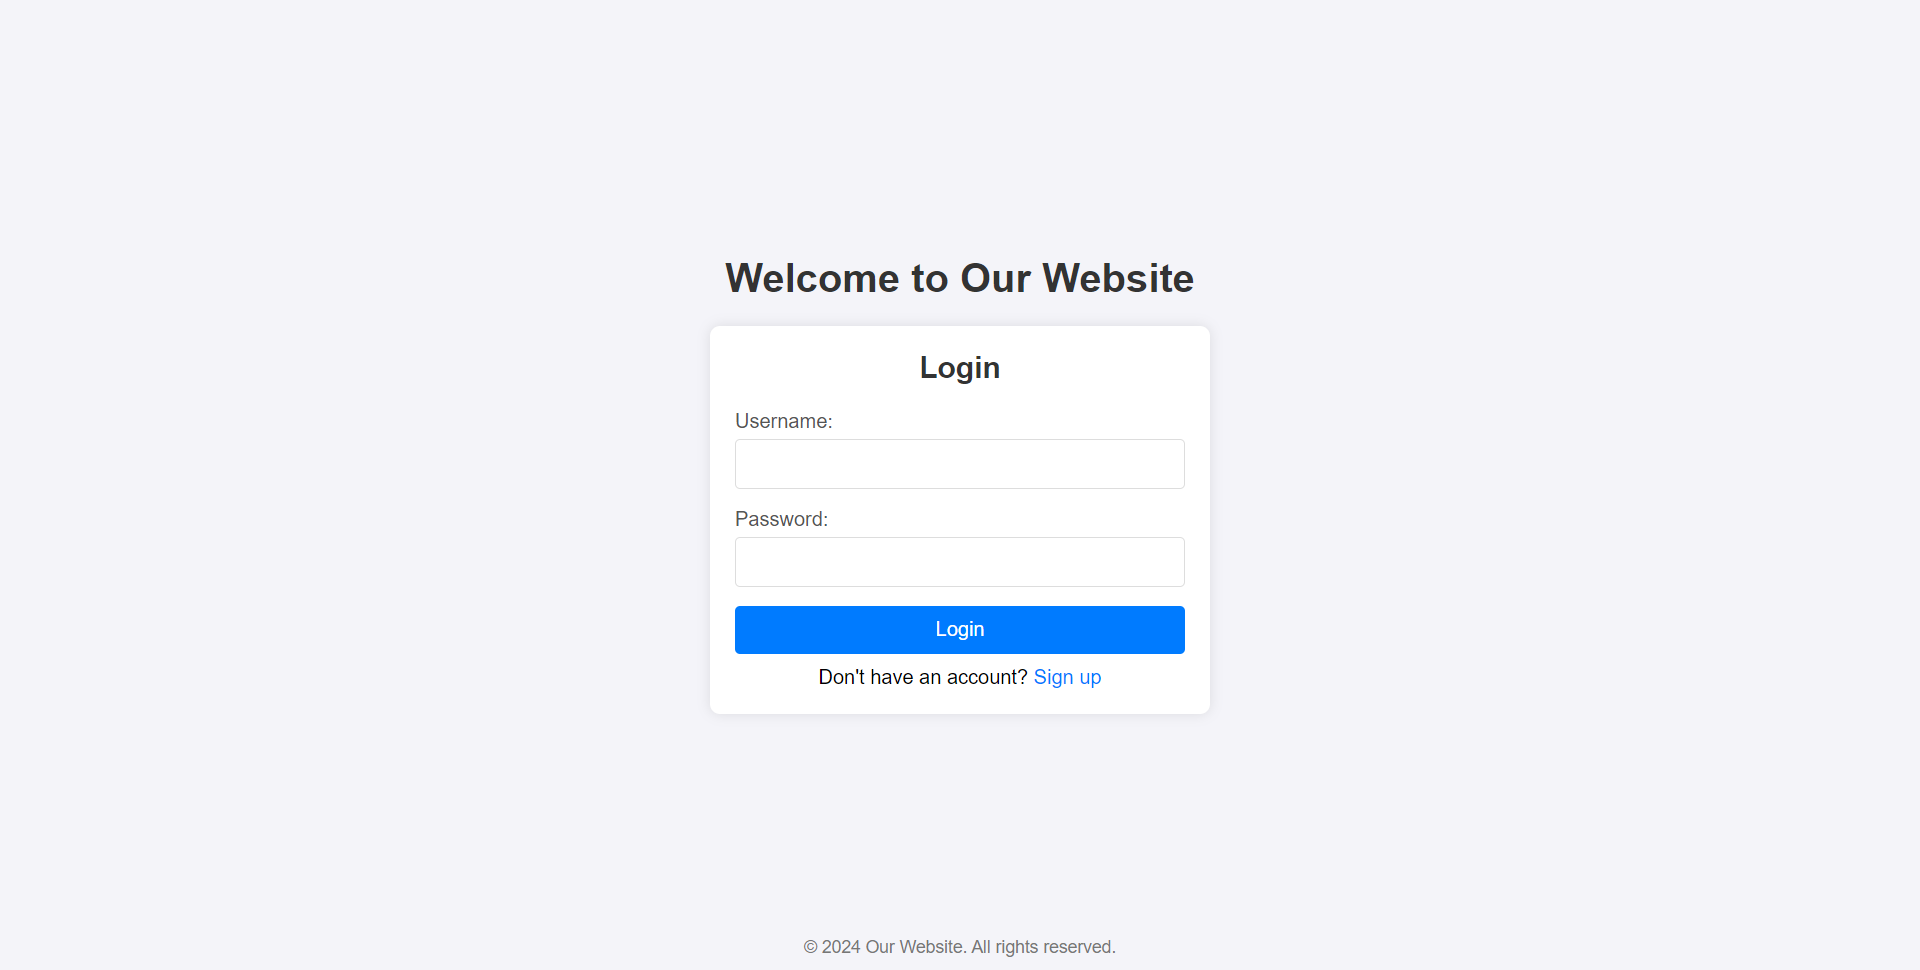 Welcome to Our Website
Login
Username:
Password:
Login
Don't have an account? Sign up
© 2024 Our Website. All rights reserved.